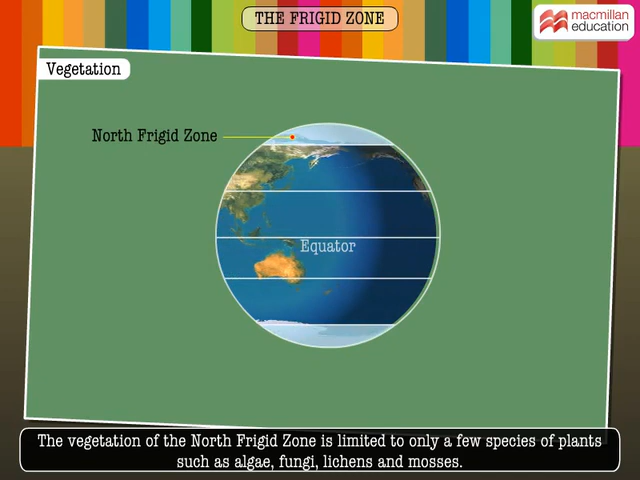 THE FRIGID ZONE
macmillan
education
Vegetation
North Frigid Zone
Equator
The vegetation of the North Frigid Zone is limited to only a few species of plants
such as algae, fungi, lichens and mosses.